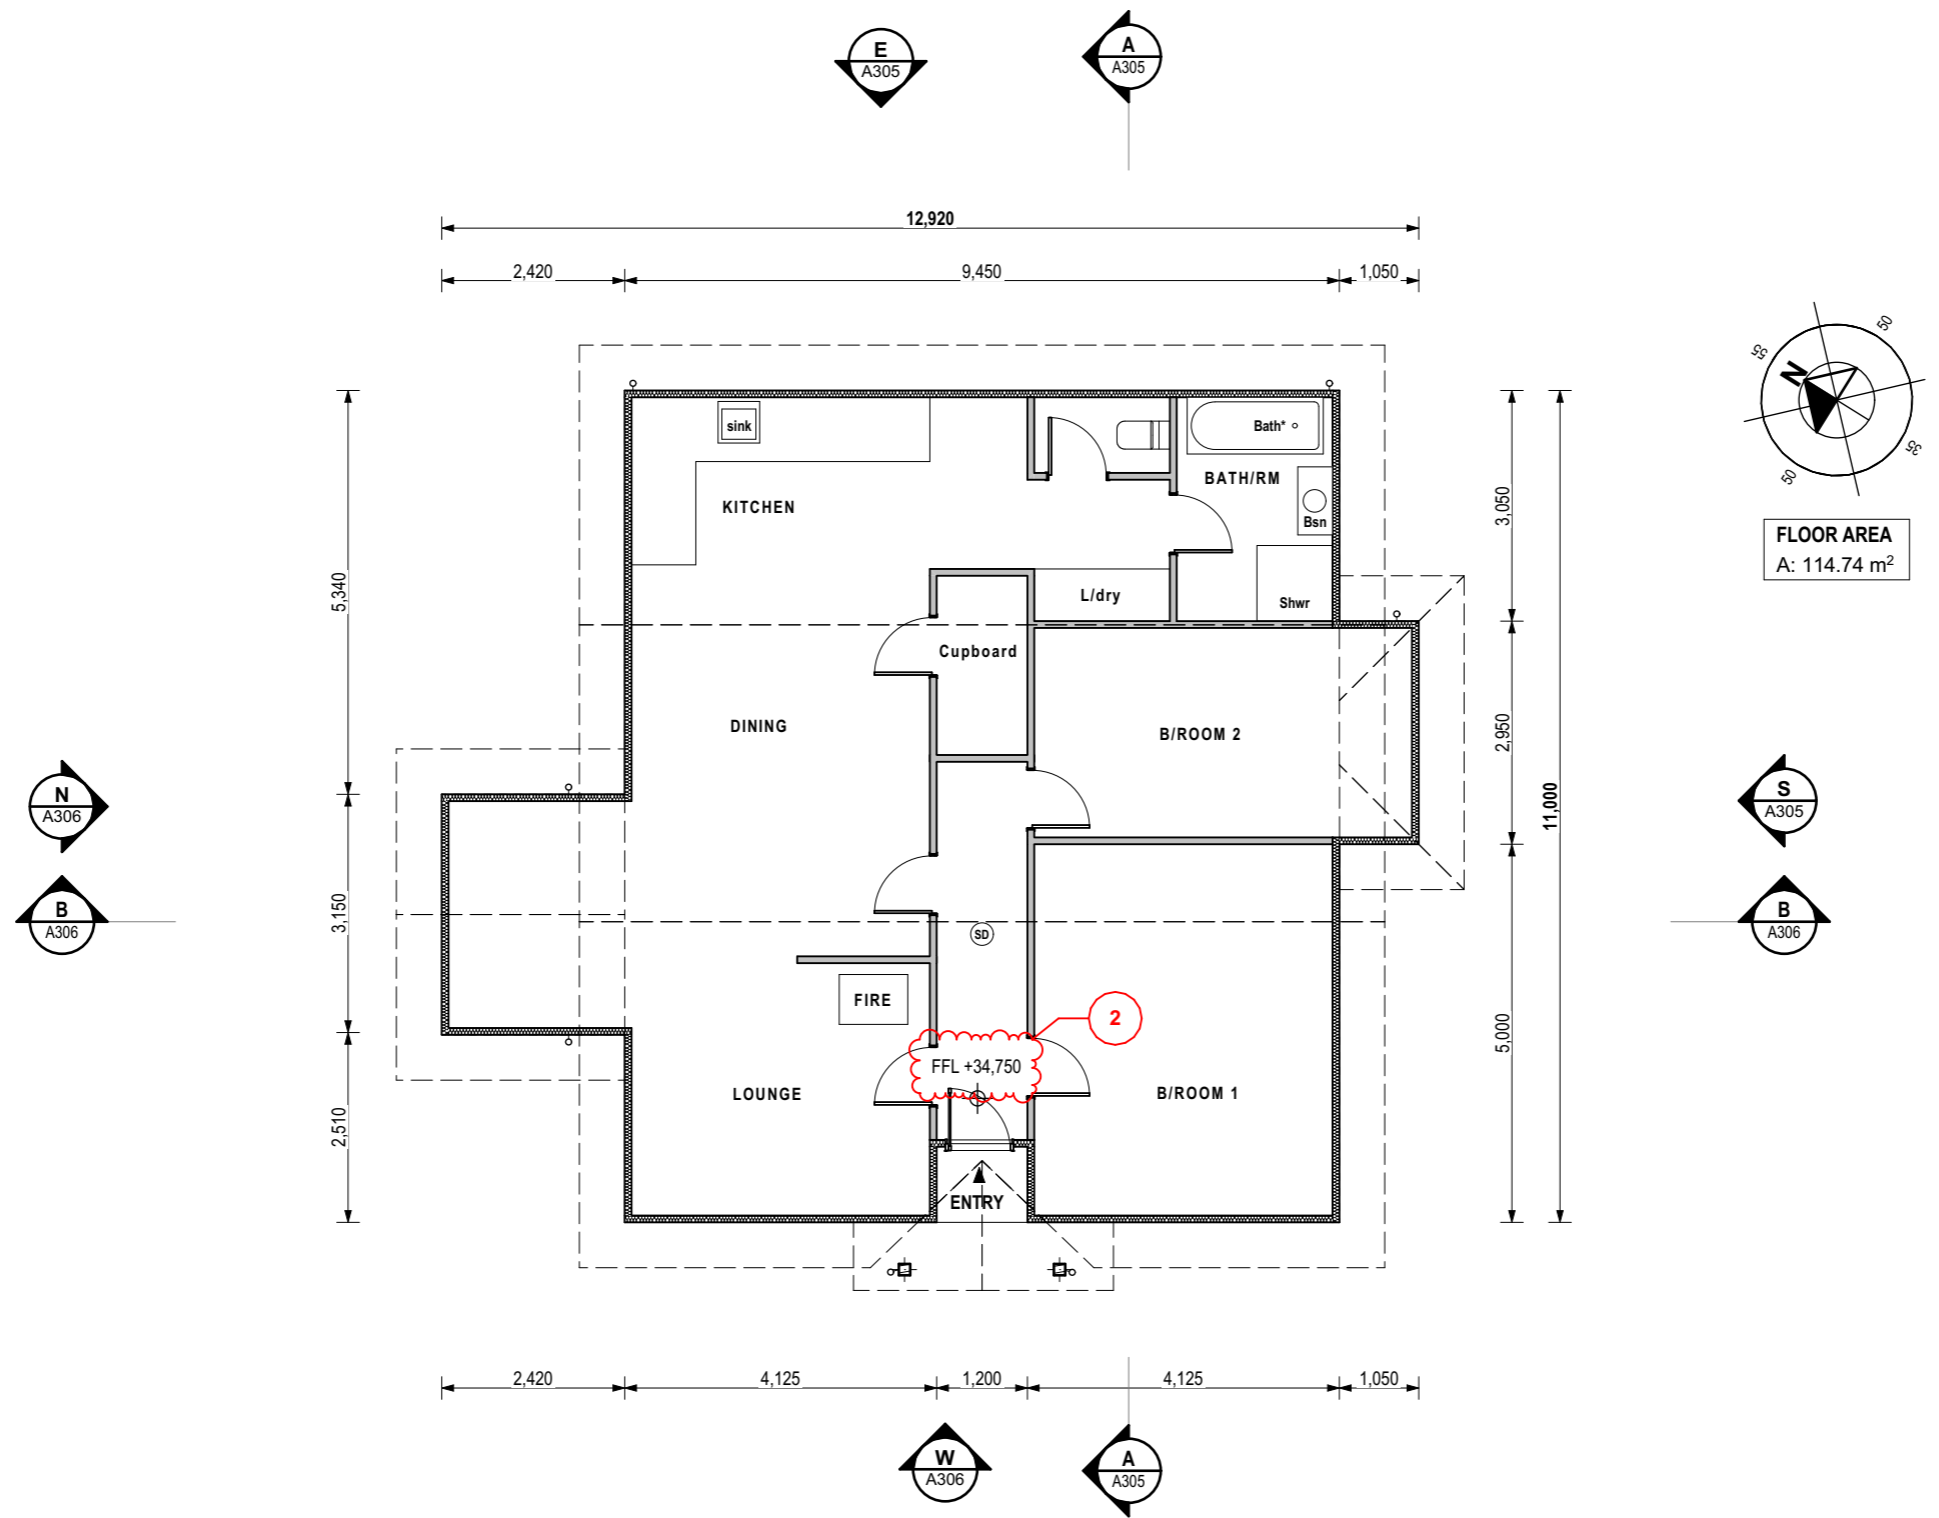 E
A305
A
A305
12,920
2,420
9,450
1,050
50
55
N
35
50
sink
Bath*
BATH/RM
KITCHEN
Bsn
3,050
FLOOR AREA
A: 114.74 m²
5,340
L/dry
Shwr
Cupboard
DINING
B/ROOM 2
2,950
11,000
N
A306
S
A305
B
A306
3,150
SD
B
A306
FIRE
2
5,000
FFL +34,750
LOUNGE
B/ROOM 1
2,510
ENTRY
2,420
4,125
1,200
4,125
1,050
W
A306
A
A305